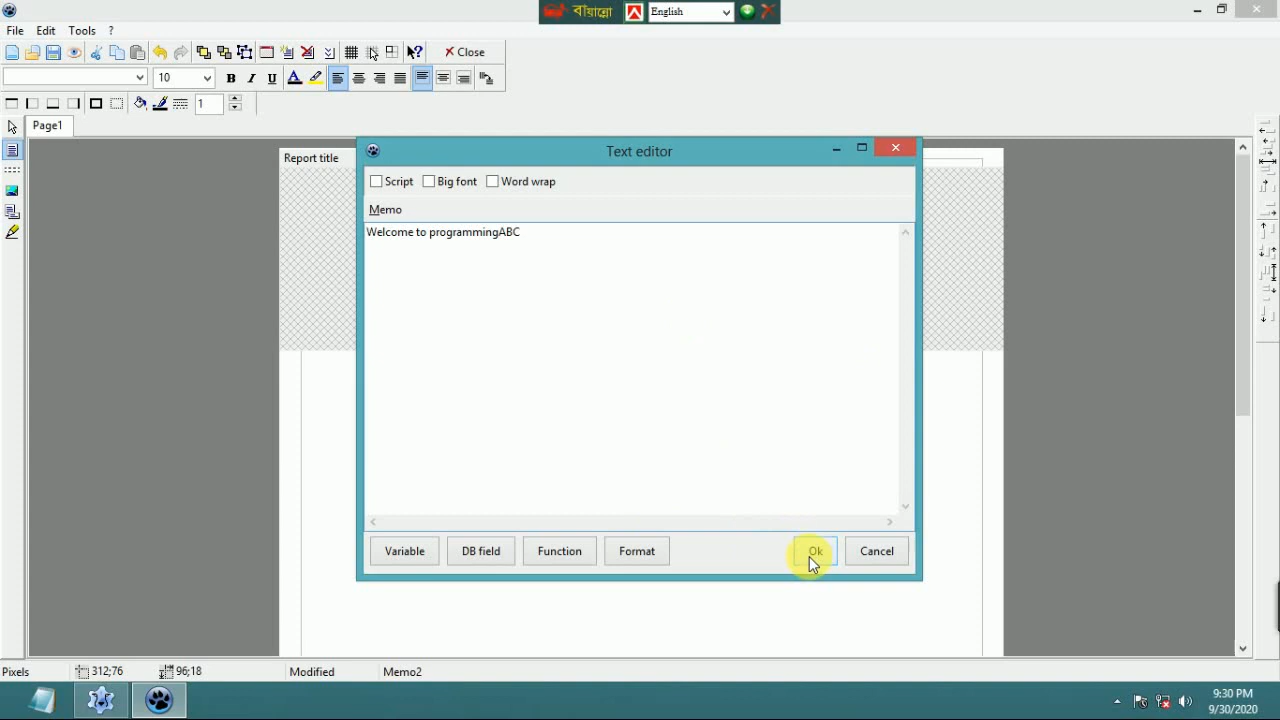 বায়ান্নো
English
File Edit Tools ?
Close
10
B I U A
1
Page1
Report title
Text editor
Script Big font Word wrap
Memo
Welcome to programmingABC
Variable DB field Function Format Ok Cancel
Pixels 312;76 96;18 Modified Memo2
9:30 PM
9/30/2020